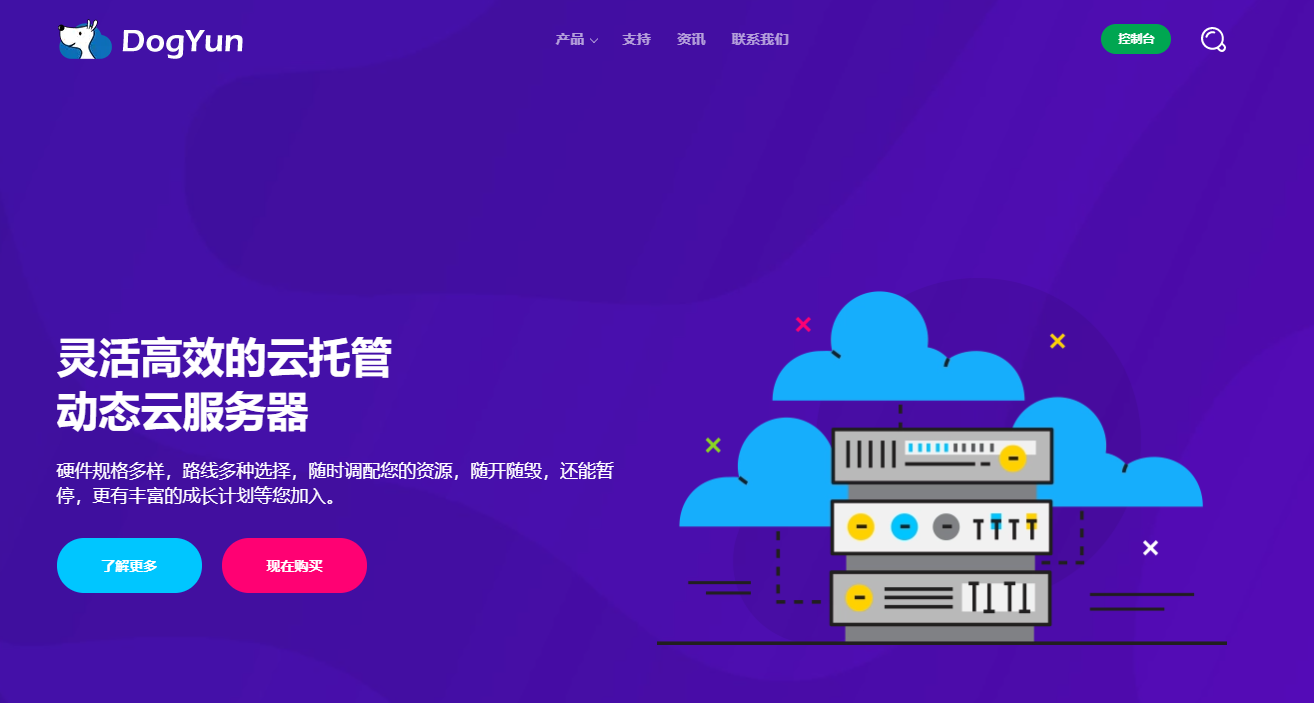 DogYun
产品
支持
资讯
联系我们
控制台
灵活高效的云托管
动态云服务器
硬件规格多样，路线多种选择，随时调配您的资源，随开随毁，还能暂
停，更有丰富的成长计划等您加入。
了解更多
现在购买